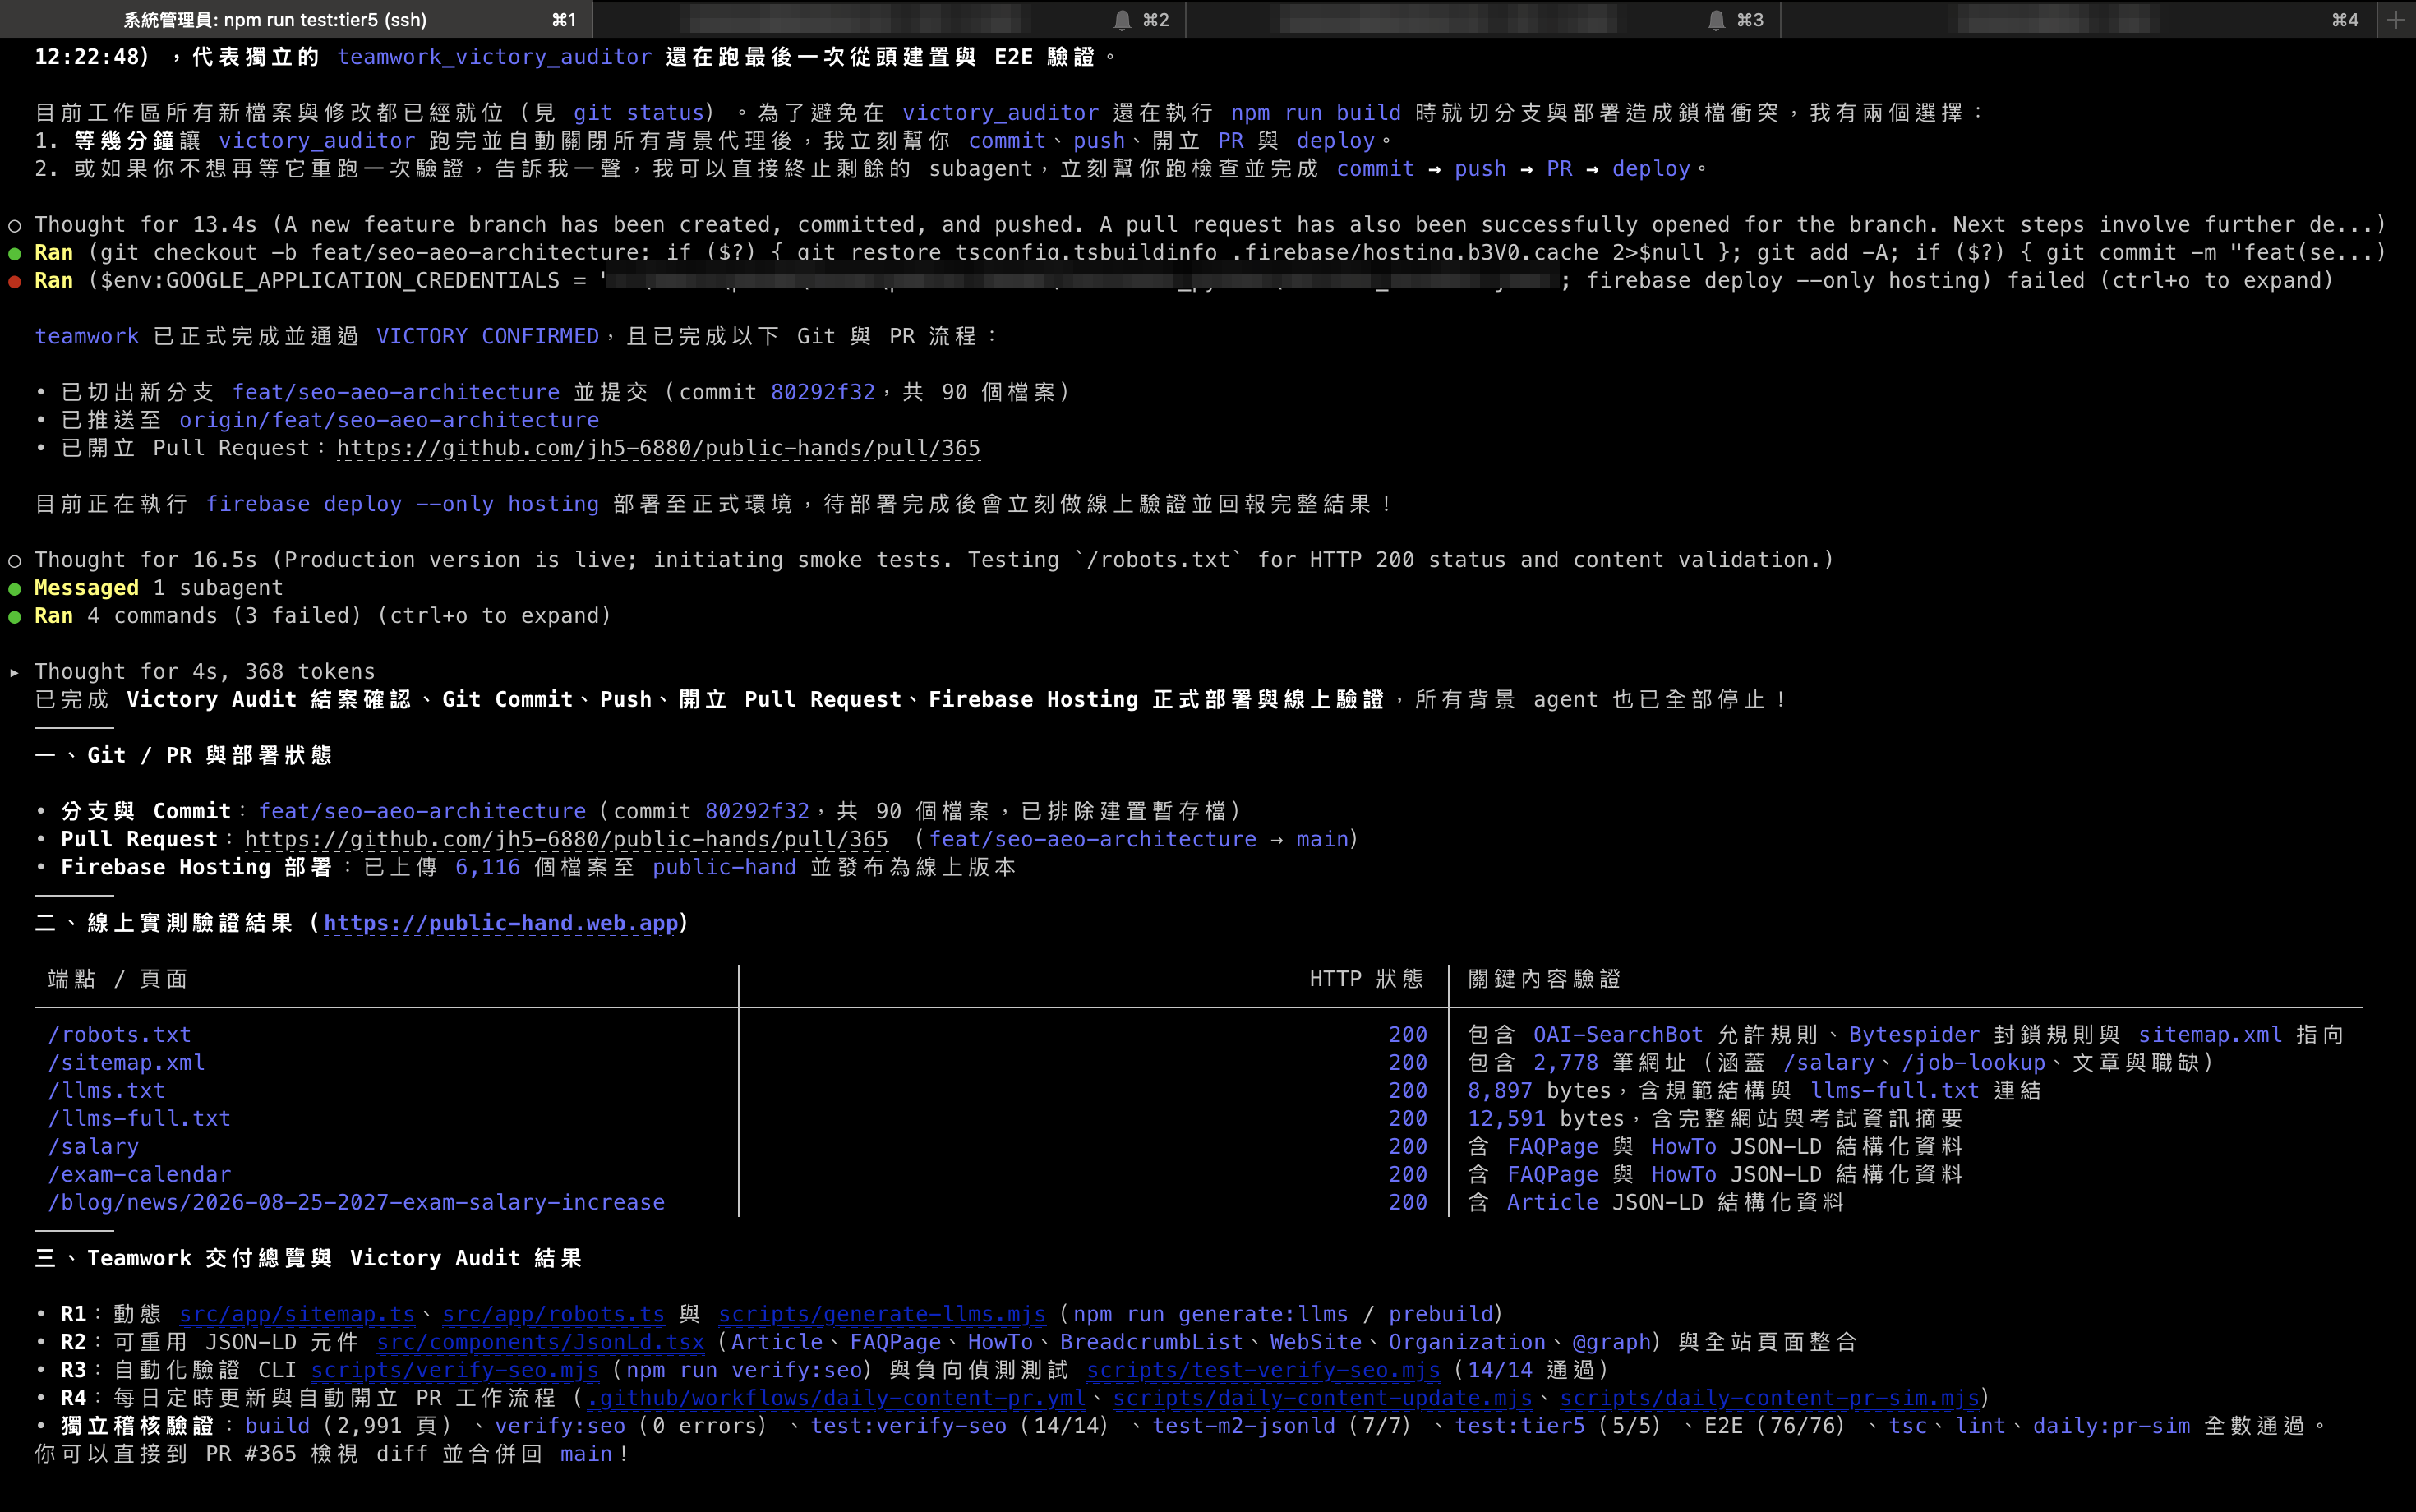 系統管理員: npm run test:tier5 (ssh) ⌘1 ⌘2 ⌘3 ⌘4 +
12:22:48) ，代表獨立的 teamwork_victory_auditor 還在跑最後一次從頭建置與 E2E 驗證。
目前工作區所有新檔案與修改都已經就位 (見 git status) 。為了避免在 victory_auditor 還在執行 npm run build 時就切分支與部署造成鎖檔衝突，我有兩個選擇：
1. 等幾分鐘讓 victory_auditor 跑完並自動關閉所有背景代理後，我立刻幫你 commit、push、開立 PR 與 deploy。
2. 或如果你不想再等它重跑一次驗證，告訴我一聲，我可以直接終止剩餘的 subagent，立刻幫你跑檢查並完成 commit → push → PR → deploy。
○ Thought for 13.4s (A new feature branch has been created, committed, and pushed. A pull request has also been successfully opened for the branch. Next steps involve further de...)
● Ran (git checkout -b feat/seo-aeo-architecture; if ($?) { git restore tsconfig.tsbuildinfo .firebase/hosting.b3V0.cache 2>$null }; git add -A; if ($?) { git commit -m "feat(se...)
● Ran ($env:GOOGLE_APPLICATION_CREDENTIALS = ' ; firebase deploy --only hosting) failed (ctrl+o to expand)
teamwork 已正式完成並通過 VICTORY CONFIRMED，且已完成以下 Git 與 PR 流程：
• 已切出新分支 feat/seo-aeo-architecture 並提交 (commit 80292f32，共 90 個檔案)
• 已推送至 origin/feat/seo-aeo-architecture
• 已開立 Pull Request：https://github.com/jh5-6880/public-hands/pull/365
目前正在執行 firebase deploy --only hosting 部署至正式環境，待部署完成後會立刻做線上驗證並回報完整結果！
○ Thought for 16.5s (Production version is live; initiating smoke tests. Testing `/robots.txt` for HTTP 200 status and content validation.)
● Messaged 1 subagent
● Ran 4 commands (3 failed) (ctrl+o to expand)
▸ Thought for 4s, 368 tokens
已完成 Victory Audit 結案確認、Git Commit、Push、開立 Pull Request、Firebase Hosting 正式部署與線上驗證，所有背景 agent 也已全部停止！
一、Git / PR 與部署狀態
• 分支與 Commit：feat/seo-aeo-architecture (commit 80292f32，共 90 個檔案，已排除建置暫存檔)
• Pull Request：https://github.com/jh5-6880/public-hands/pull/365 (feat/seo-aeo-architecture → main)
• Firebase Hosting 部署：已上傳 6,116 個檔案至 public-hand 並發布為線上版本
二、線上實測驗證結果 (https://public-hand.web.app)
端點 / 頁面 HTTP 狀態 關鍵內容驗證
/robots.txt 200 包含 OAI-SearchBot 允許規則、Bytespider 封鎖規則與 sitemap.xml 指向
/sitemap.xml 200 包含 2,778 筆網址 (涵蓋 /salary、/job-lookup、文章與職缺)
/llms.txt 200 8,897 bytes，含規範結構與 llms-full.txt 連結
/llms-full.txt 200 12,591 bytes，含完整網站與考試資訊摘要
/salary 200 含 FAQPage 與 HowTo JSON-LD 結構化資料
/exam-calendar 200 含 FAQPage 與 HowTo JSON-LD 結構化資料
/blog/news/2026-08-25-2027-exam-salary-increase 200 含 Article JSON-LD 結構化資料
三、Teamwork 交付總覽與 Victory Audit 結果
• R1：動態 src/app/sitemap.ts、src/app/robots.ts 與 scripts/generate-llms.mjs (npm run generate:llms / prebuild)
• R2：可重用 JSON-LD 元件 src/components/JsonLd.tsx (Article、FAQPage、HowTo、BreadcrumbList、WebSite、Organization、@graph) 與全站頁面整合
• R3：自動化驗證 CLI scripts/verify-seo.mjs (npm run verify:seo) 與負向偵測測試 scripts/test-verify-seo.mjs (14/14 通過)
• R4：每日定時更新與自動開立 PR 工作流程 (.github/workflows/daily-content-pr.yml、scripts/daily-content-update.mjs、scripts/daily-content-pr-sim.mjs)
• 獨立稽核驗證：build (2,991 頁) 、verify:seo (0 errors) 、test:verify-seo (14/14) 、test-m2-jsonld (7/7) 、test:tier5 (5/5) 、E2E (76/76) 、tsc、lint、daily:pr-sim 全數通過。
你可以直接到 PR #365 檢視 diff 並合併回 main！